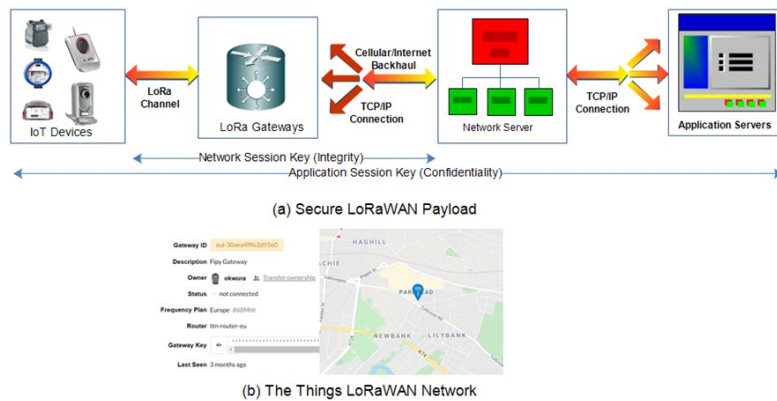 Cellular/Internet
Backhaul
LoRa
Channel
TCP/IP
Connection
TCP/IP
Connection
IoT Devices
LoRa Gateways
Network Server
Application Servers
Network Session Key (Integrity)
Application Session Key (Confidentiality)
(a) Secure LoRaWAN Payload
Gateway ID
Description Fipy Gateway
Owner okwura Transfer ownership
Status not connected
Frequency Plan Europe 868MHz
Router ttn-router-eu
Gateway Key
Last Seen 3 months ago
HAGHILL
NEWBANK LILYBANK
A74
(b) The Things LoRaWAN Network